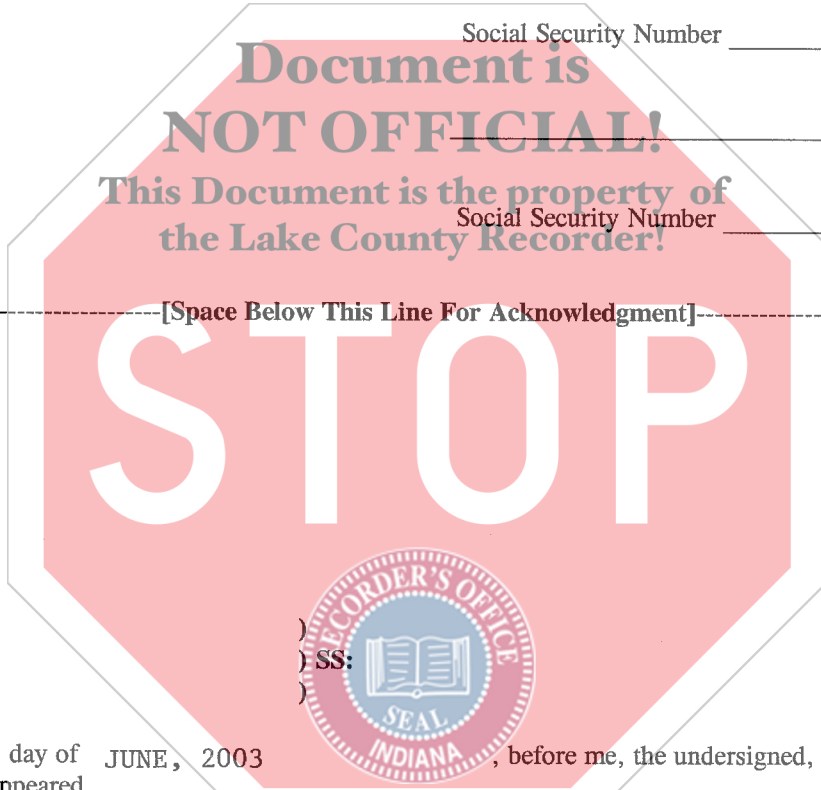 Social Security Number
Document is
NOT OFFICIAL!
This Document is the property of
Social Security Number
the Lake County Recorder!
[Space Below This Line For Acknowledgment]
STOP
RECORDER'S OFFICE
)
) SS:
)
SEAL
INDIANA
day of JUNE, 2003 , before me, the undersigned,
ppeared